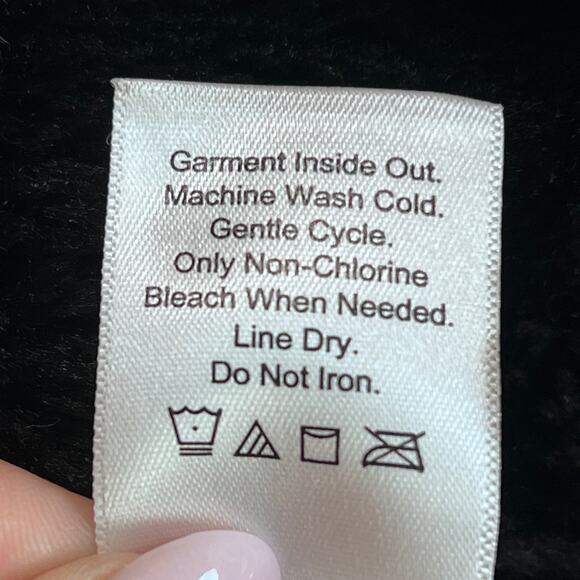 Garment Inside Out.
Machine Wash Cold.
Gentle Cycle.
Only Non-Chlorine
Bleach When Needed.
Line Dry.
Do Not Iron.